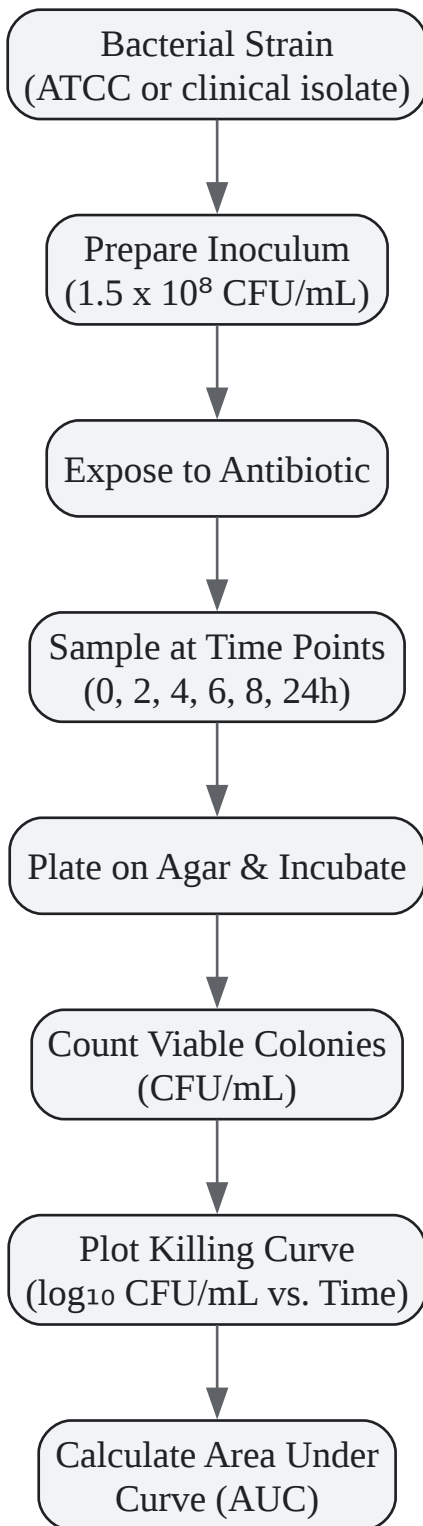 Bacterial Strain
(ATCC or clinical isolate)
Prepare Inoculum
(1.5 x 10⁸ CFU/mL)
Expose to Antibiotic
Sample at Time Points
(0, 2, 4, 6, 8, 24h)
Plate on Agar & Incubate
Count Viable Colonies
(CFU/mL)
Plot Killing Curve
(log₁₀ CFU/mL vs. Time)
Calculate Area Under
Curve (AUC)